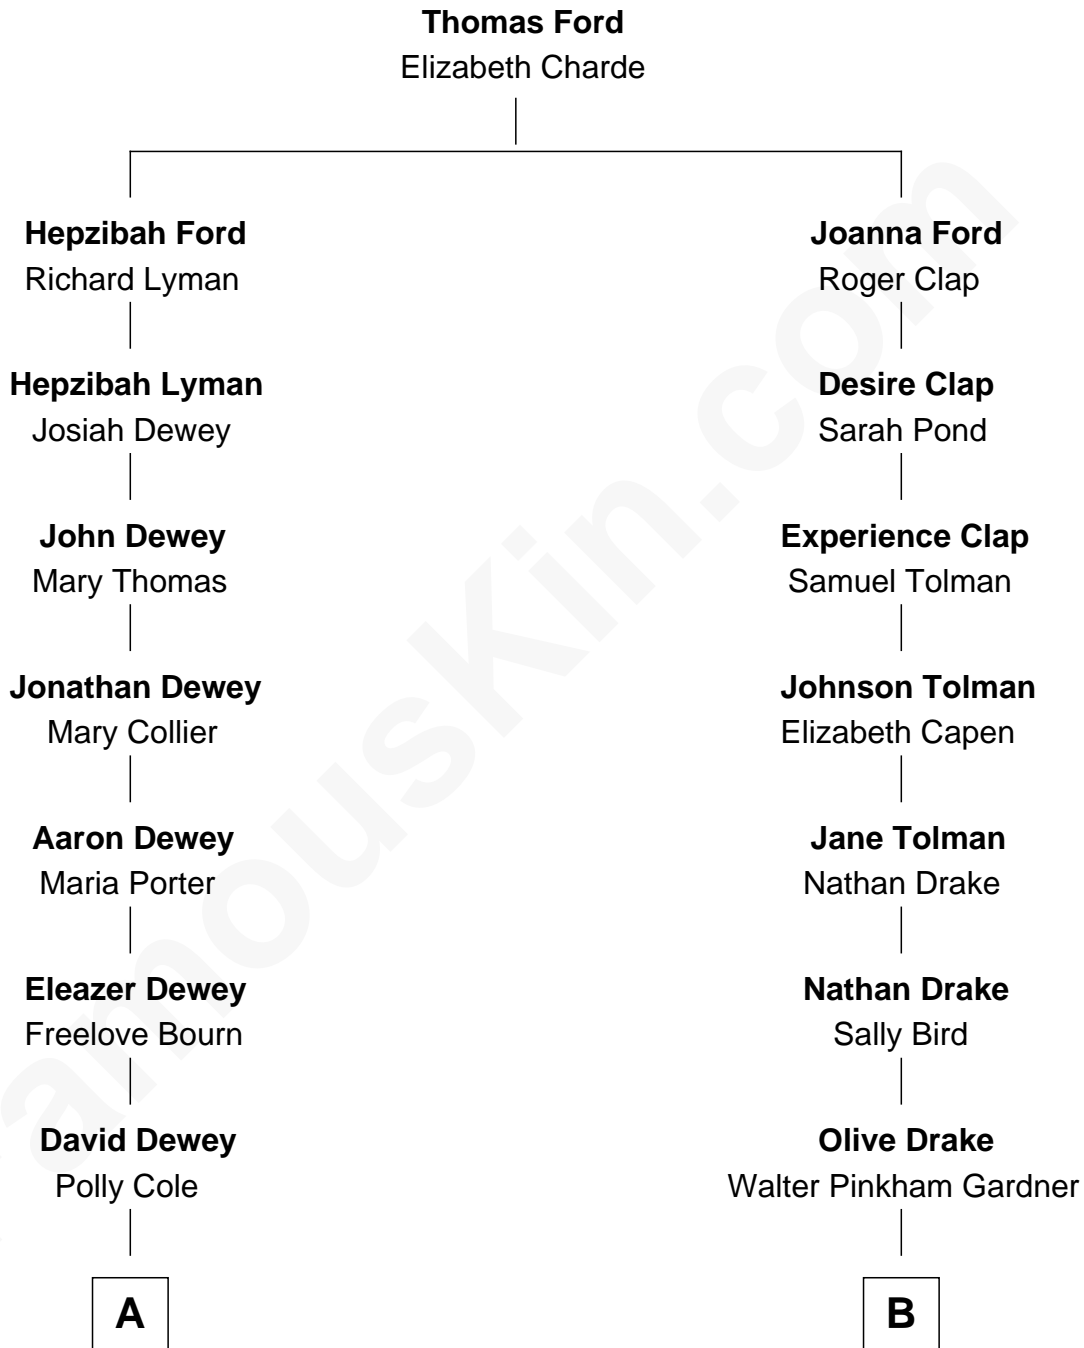 Thomas Ford
Elizabeth Charde
Hepzibah Ford
Richard Lyman
Joanna Ford
Roger Clap
Hepzibah Lyman
Josiah Dewey
Desire Clap
Sarah Pond
John Dewey
Mary Thomas
Experience Clap
Samuel Tolman
Jonathan Dewey
Mary Collier
Johnson Tolman
Elizabeth Capen
Aaron Dewey
Maria Porter
Jane Tolman
Nathan Drake
Eleazer Dewey
Freelove Bourn
Nathan Drake
Sally Bird
David Dewey
Polly Cole
Olive Drake
Walter Pinkham Gardner
A
B
amouskin.com